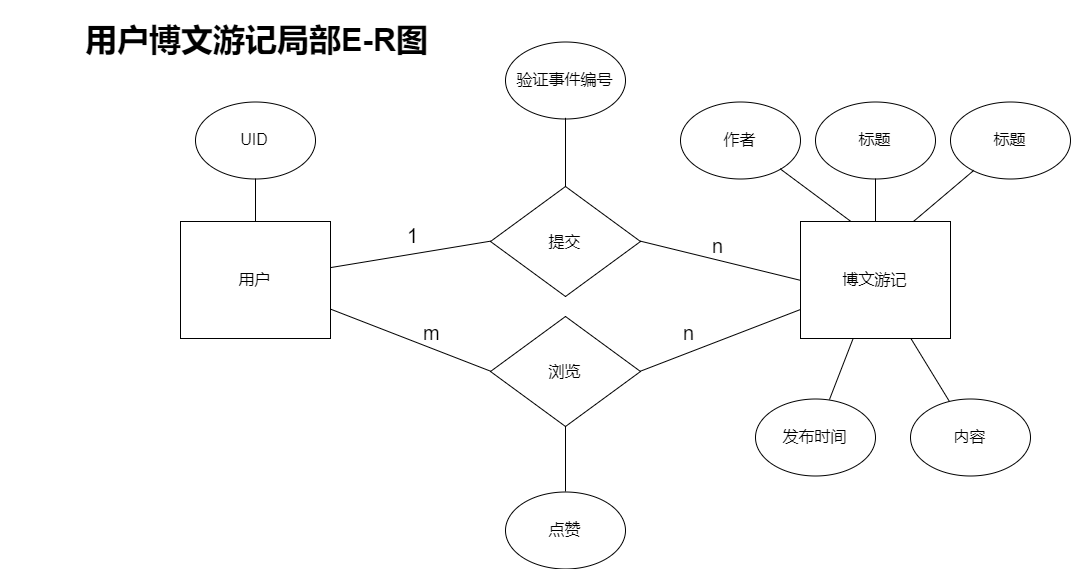 用户博文游记局部E-R图
验证事件编号
UID
作者
标题
标题
1
提交
n
用户
博文游记
m
n
浏览
发布时间
内容
点赞